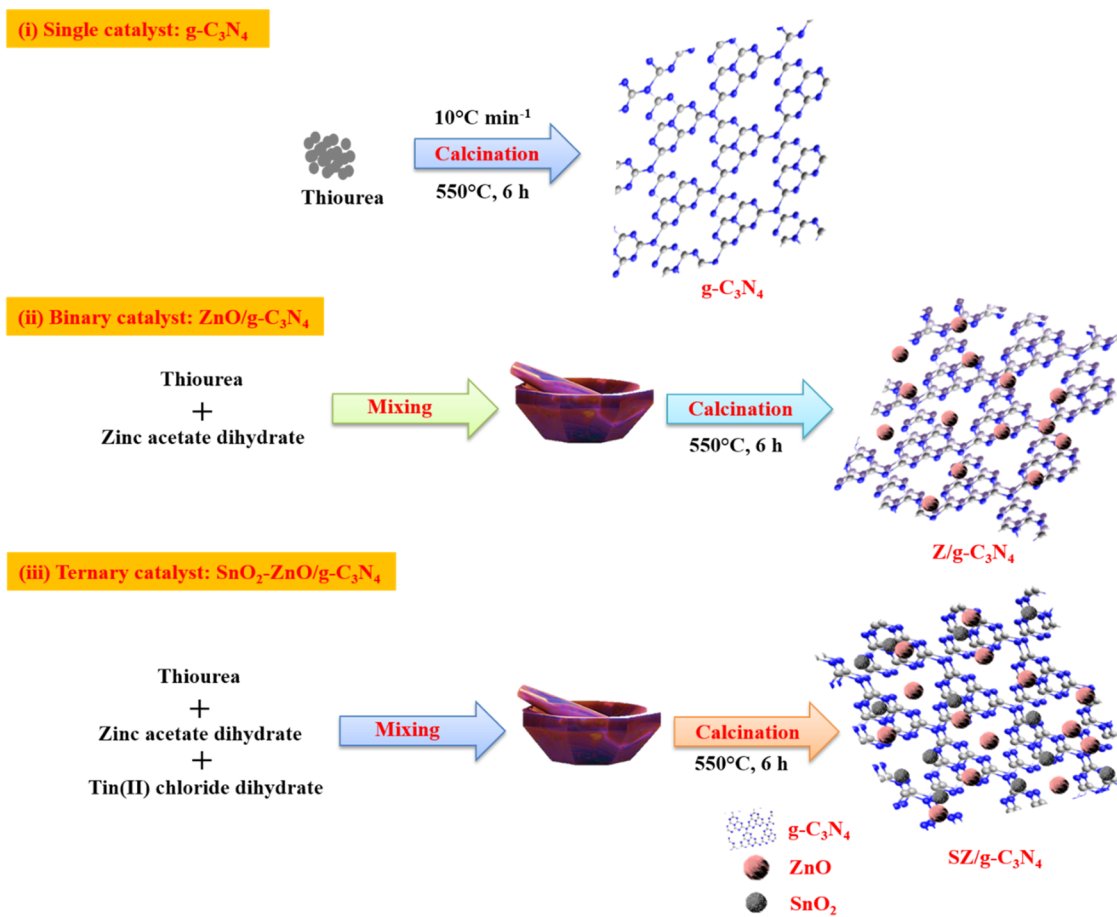 (i) Single catalyst: g-C₃N₄
10°C min⁻¹
Calcination
550°C, 6 h
Thiourea
g-C₃N₄
(ii) Binary catalyst: ZnO/g-C₃N₄
Thiourea
+
Zinc acetate dihydrate
Mixing
Calcination
550°C, 6 h
Z/g-C₃N₄
(iii) Ternary catalyst: SnO₂-ZnO/g-C₃N₄
Thiourea
+
Zinc acetate dihydrate
+
Tin(II) chloride dihydrate
Mixing
Calcination
550°C, 6 h
SZ/g-C₃N₄
g-C₃N₄
ZnO
SnO₂